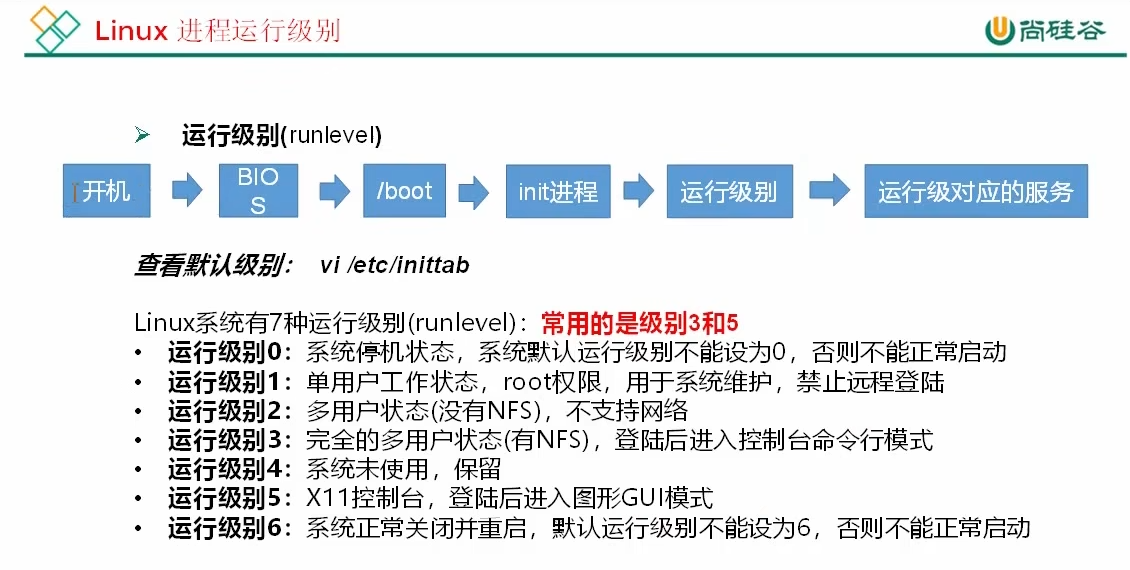 Linux 进程运行级别
尚硅谷
➢ 运行级别(runlevel)
开机
BIO
S
/boot
init进程
运行级别
运行级对应的服务
查看默认级别： vi /etc/inittab
Linux系统有7种运行级别(runlevel)：常用的是级别3和5
• 运行级别0：系统停机状态，系统默认运行级别不能设为0，否则不能正常启动
• 运行级别1：单用户工作状态，root权限，用于系统维护，禁止远程登陆
• 运行级别2：多用户状态(没有NFS)，不支持网络
• 运行级别3：完全的多用户状态(有NFS)，登陆后进入控制台命令行模式
• 运行级别4：系统未使用，保留
• 运行级别5：X11控制台，登陆后进入图形GUI模式
• 运行级别6：系统正常关闭并重启，默认运行级别不能设为6，否则不能正常启动